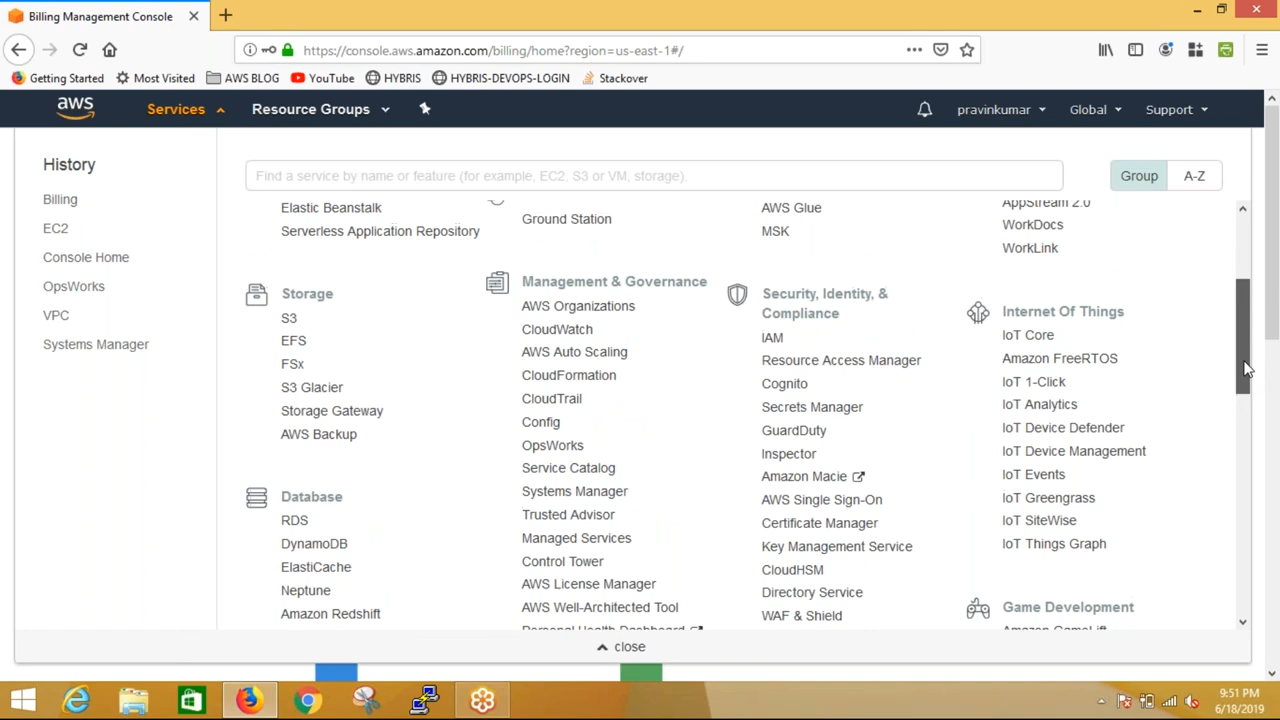 Billing Management Console
https://console.aws.amazon.com/billing/home?region=us-east-1#/
Getting Started
Most Visited
AWS BLOG
YouTube
HYBRIS
HYBRIS-DEVOPS-LOGIN
Stackover
aws
Services
Resource Groups
pravinkumar
Global
Support
History
Billing
EC2
Console Home
OpsWorks
VPC
Systems Manager
Find a service by name or feature (for example, EC2, S3 or VM, storage).
Group
A-Z
Elastic Beanstalk
Serverless Application Repository
Storage
S3
EFS
FSx
S3 Glacier
Storage Gateway
AWS Backup
Database
RDS
DynamoDB
ElastiCache
Neptune
Amazon Redshift
Ground Station
Management & Governance
AWS Organizations
CloudWatch
AWS Auto Scaling
CloudFormation
CloudTrail
Config
OpsWorks
Service Catalog
Systems Manager
Trusted Advisor
Managed Services
Control Tower
AWS License Manager
AWS Well-Architected Tool
Personal Health Dashboard
AWS Glue
MSK
Security, Identity, &
Compliance
IAM
Resource Access Manager
Cognito
Secrets Manager
GuardDuty
Inspector
Amazon Macie
AWS Single Sign-On
Certificate Manager
Key Management Service
CloudHSM
Directory Service
WAF & Shield
AppStream 2.0
WorkDocs
WorkLink
Internet Of Things
IoT Core
Amazon FreeRTOS
IoT 1-Click
IoT Analytics
IoT Device Defender
IoT Device Management
IoT Events
IoT Greengrass
IoT SiteWise
IoT Things Graph
Game Development
Amazon GameLift
close
9:51 PM
6/18/2019